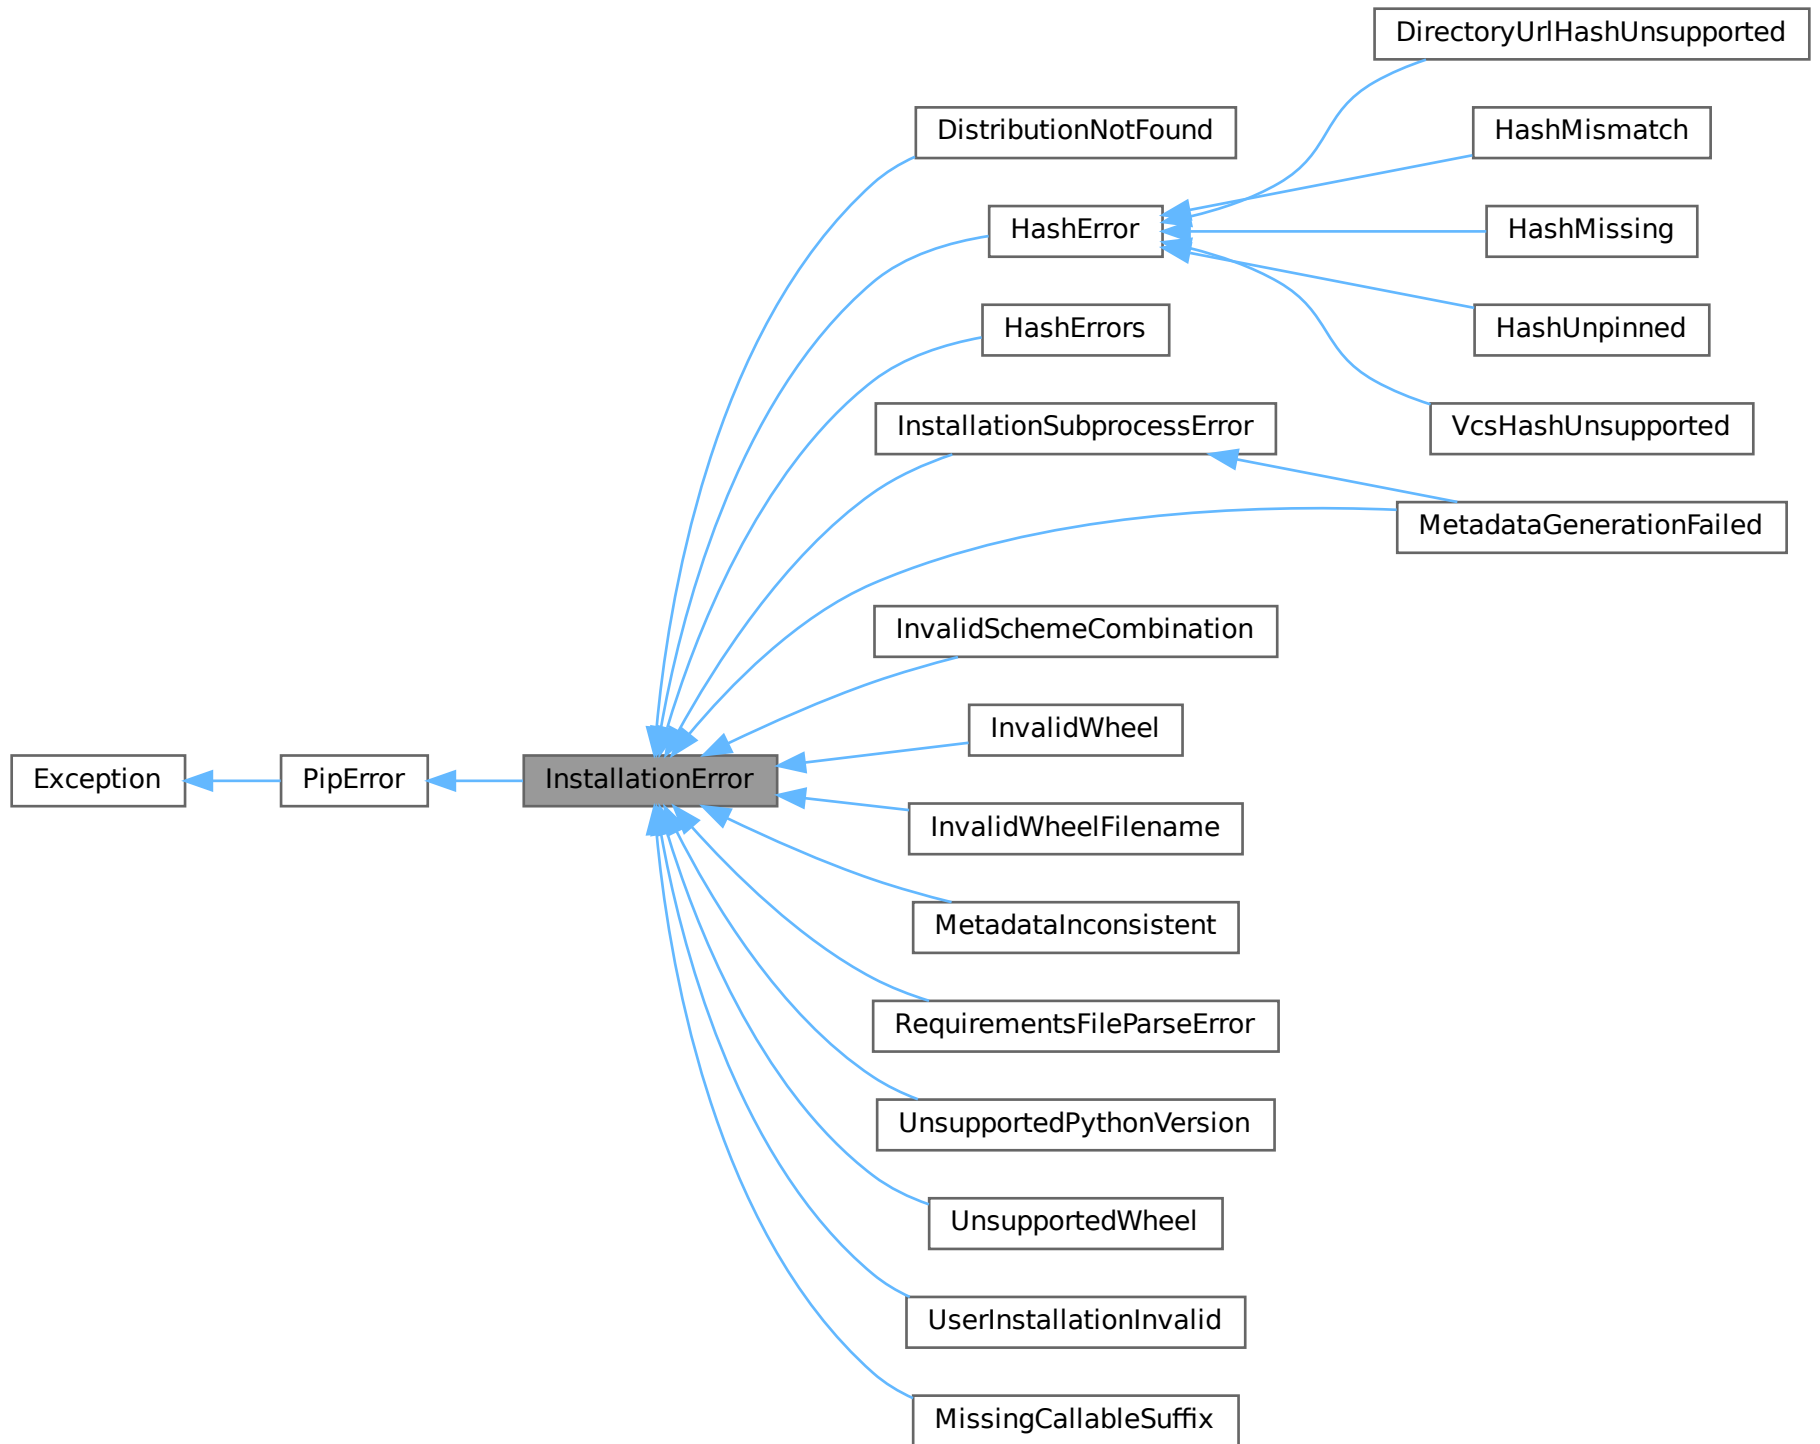 DirectoryUrlHashUnsupported
DistributionNotFound
HashMismatch
HashError
HashMissing
HashErrors
HashUnpinned
InstallationSubprocessError
VcsHashUnsupported
MetadataGenerationFailed
InvalidSchemeCombination
InvalidWheel
Exception
PipError
InstallationError
InvalidWheelFilename
MetadataInconsistent
RequirementsFileParseError
UnsupportedPythonVersion
UnsupportedWheel
UserInstallationInvalid
MissingCallableSuffix